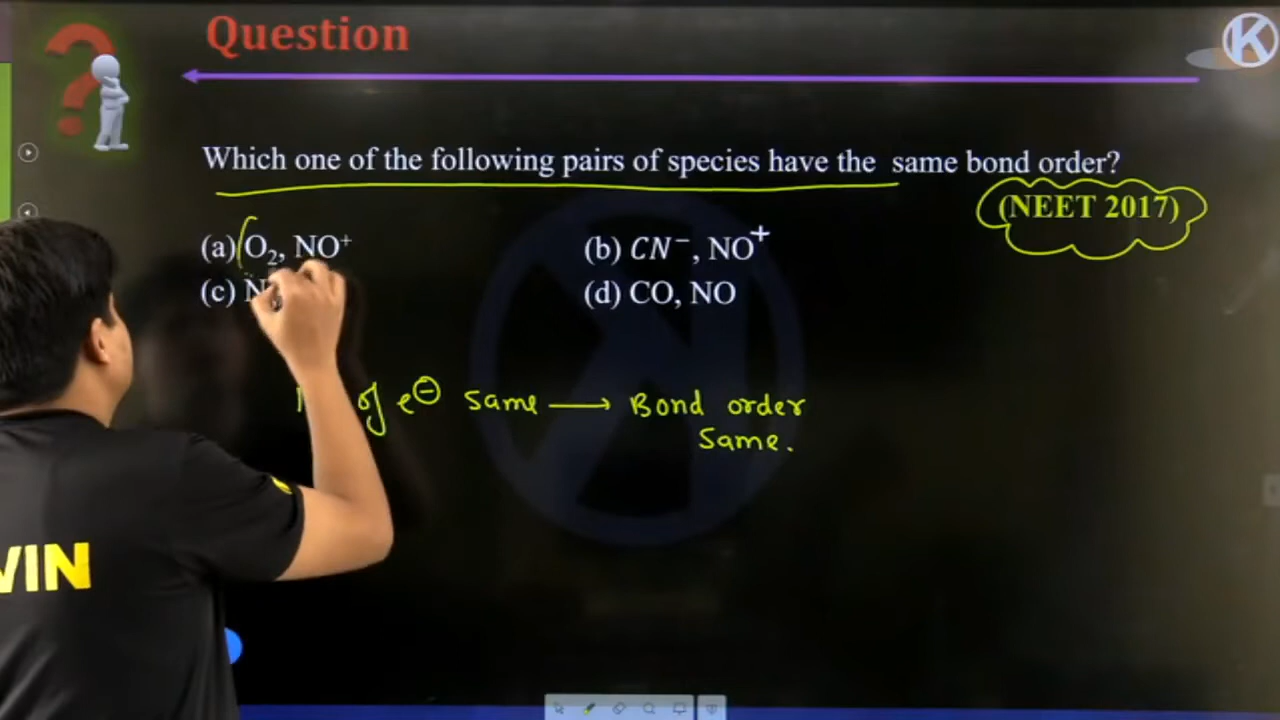 Question
Which one of the following pairs of species have the same bond order?
(NEET 2017)
(a) O₂, NO⁺
(b) CN⁻, NO⁺
(c) N
(d) CO, NO
of e⊖ same → Bond order
same.
VIN
K